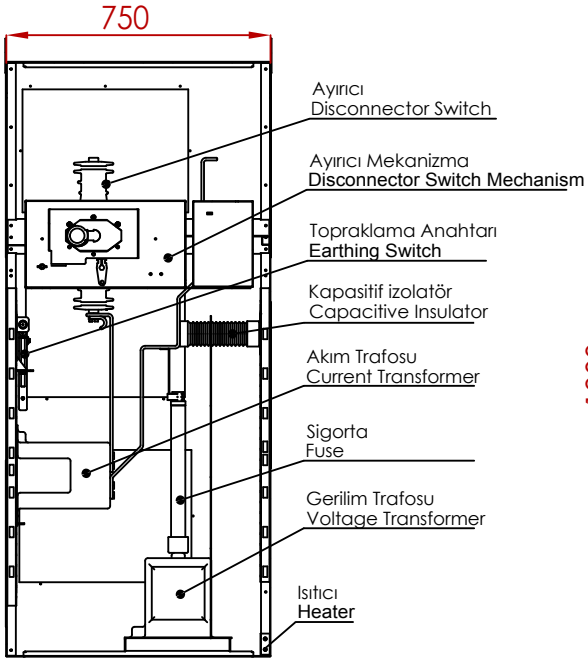 750
Ayırıcı
Disconnector Switch
Ayırıcı Mekanizma
Disconnector Switch Mechanism
Topraklama Anahtarı
Earthing Switch
Kapasitif izolatör
Capacitive Insulator
Akım Trafosu
Current Transformer
Sigorta
Fuse
Gerilim Trafosu
Voltage Transformer
Isıtıcı
Heater